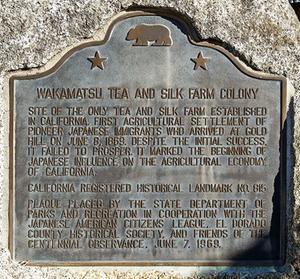 WAKAMATSU TEA AND SILK FARM COLONY
SITE OF THE ONLY TEA AND SILK FARM ESTABLISHED
IN CALIFORNIA. FIRST AGRICULTURAL SETTLEMENT OF
PIONEER JAPANESE IMMIGRANTS WHO ARRIVED AT GOLD
HILL ON JUNE 8, 1869. DESPITE THE INITIAL SUCCESS,
IT FAILED TO PROSPER. IT MARKED THE BEGINNING OF
JAPANESE INFLUENCE ON THE AGRICULTURAL ECONOMY
OF CALIFORNIA.
CALIFORNIA REGISTERED HISTORICAL LANDMARK NO. 815
PLAQUE PLACED BY THE STATE DEPARTMENT OF
PARKS AND RECREATION IN COOPERATION WITH THE
JAPANESE AMERICAN CITIZENS LEAGUE, EL DORADO
COUNTY HISTORICAL SOCIETY, AND FRIENDS OF THE
CENTENNIAL OBSERVANCE, JUNE 7, 1969.